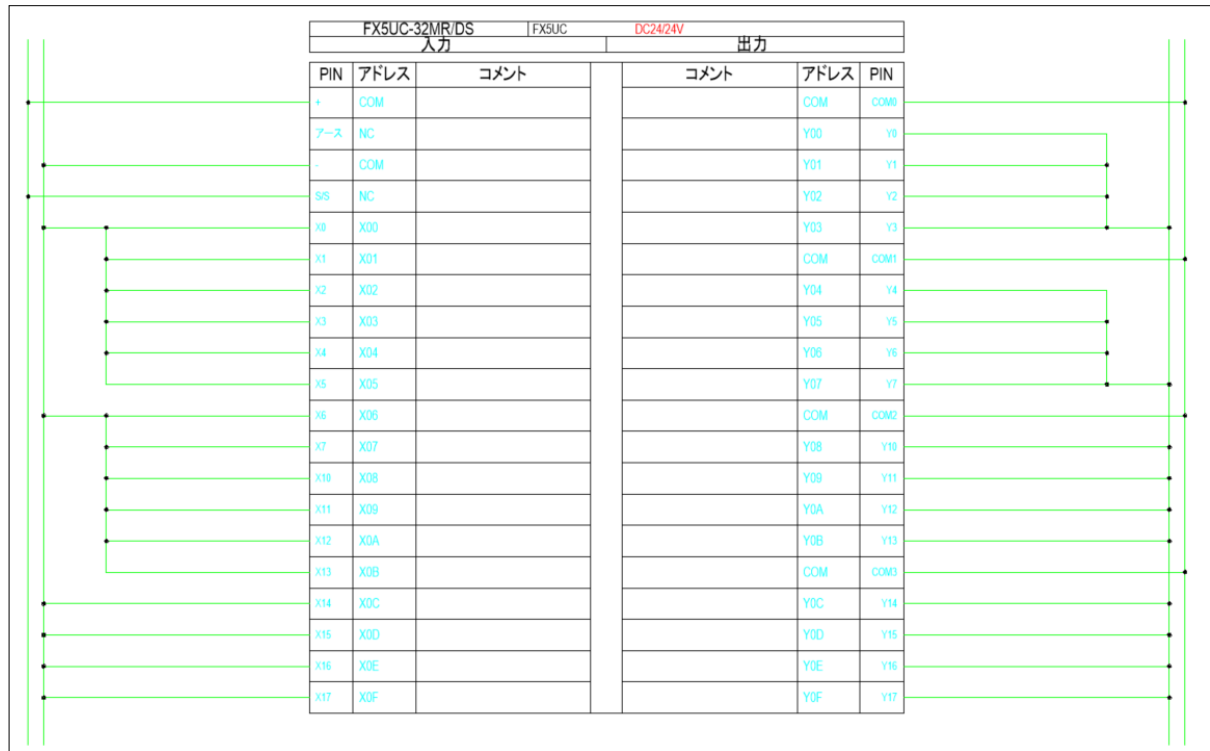 FX5UC-32MR/DS FX5UC DC24/24V
入力 出力
PIN アドレス コメント コメント アドレス PIN
+ COM COM COM0
アース NC Y00 Y0
- COM Y01 Y1
S/S NC Y02 Y2
X0 X00 Y03 Y3
X1 X01 COM COM1
X2 X02 Y04 Y4
X3 X03 Y05 Y5
X4 X04 Y06 Y6
X5 X05 Y07 Y7
X6 X06 COM COM2
X7 X07 Y08 Y10
X10 X08 Y09 Y11
X11 X09 Y0A Y12
X12 X0A Y0B Y13
X13 X0B COM COM3
X14 X0C Y0C Y14
X15 X0D Y0D Y15
X16 X0E Y0E Y16
X17 X0F Y0F Y17